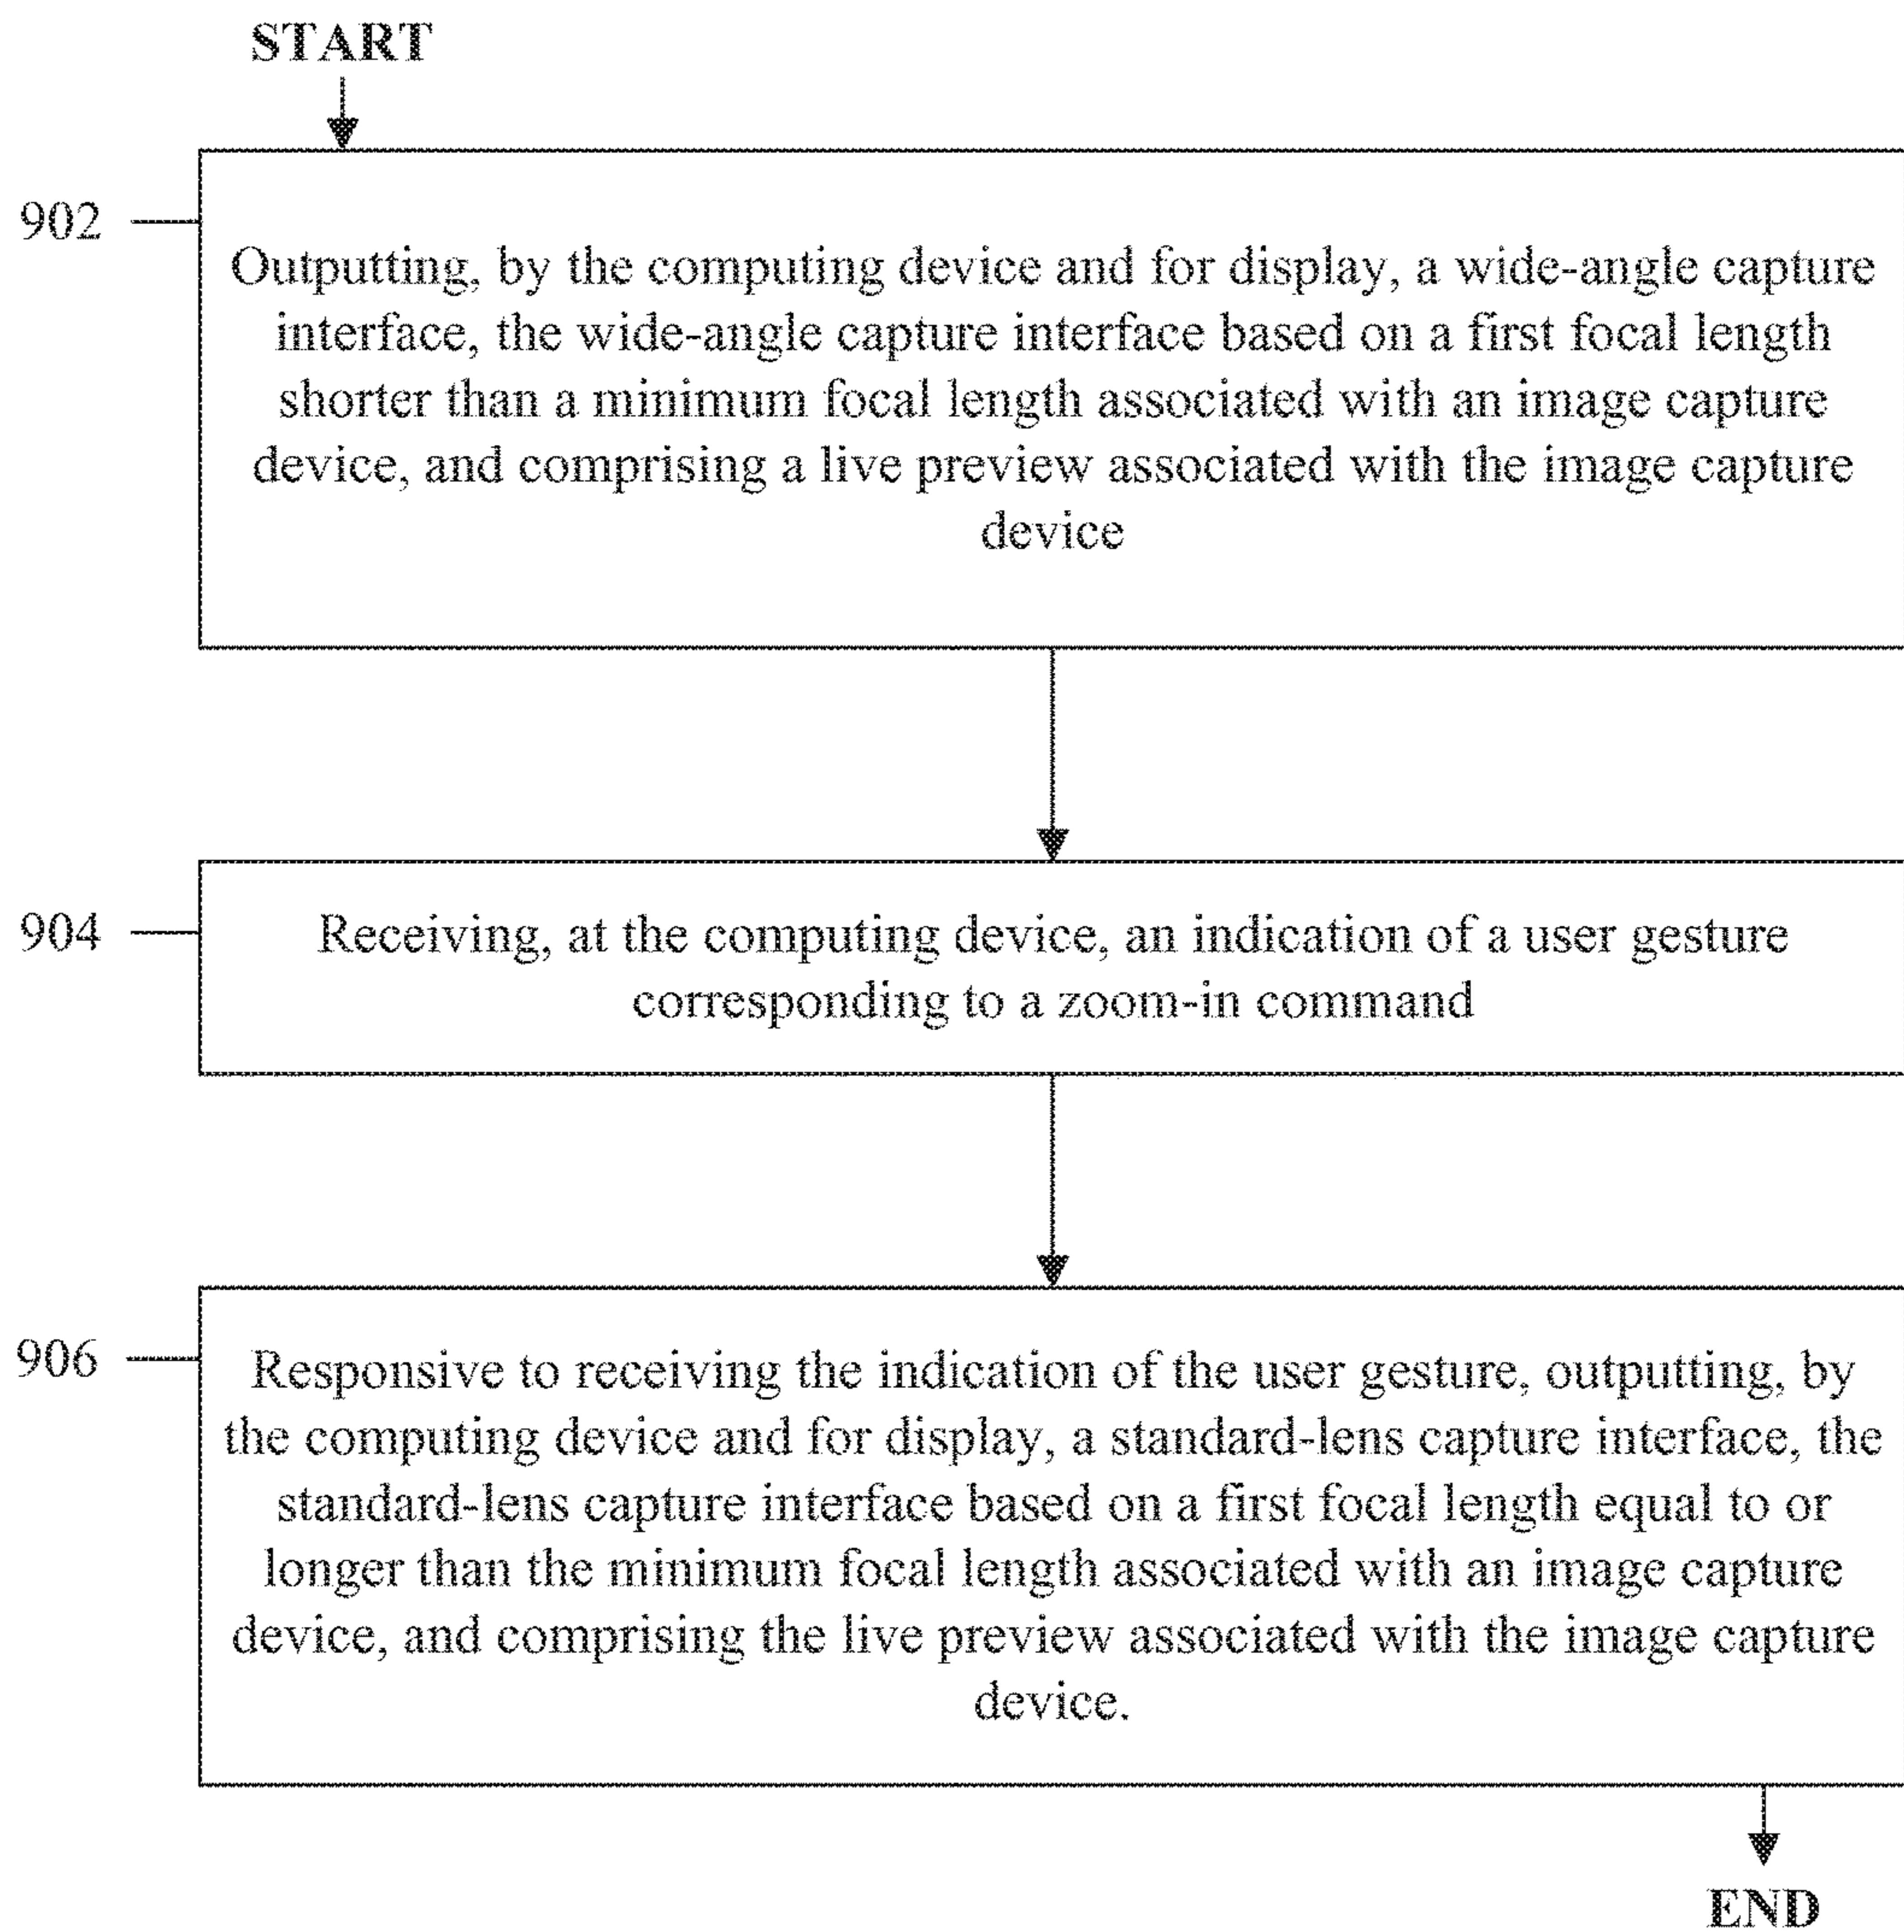 START
902
Outputting, by the computing device and for display, a wide-angle capture
interface, the wide-angle capture interface based on a first focal length
shorter than a minimum focal length associated with an image capture
device, and comprising a live preview associated with the image capture
device
904
Receiving, at the computing device, an indication of a user gesture
corresponding to a zoom-in command
906
Responsive to receiving the indication of the user gesture, outputting, by
the computing device and for display, a standard-lens capture interface, the
standard-lens capture interface based on a first focal length equal to or
longer than the minimum focal length associated with an image capture
device, and comprising the live preview associated with the image capture
device.
END